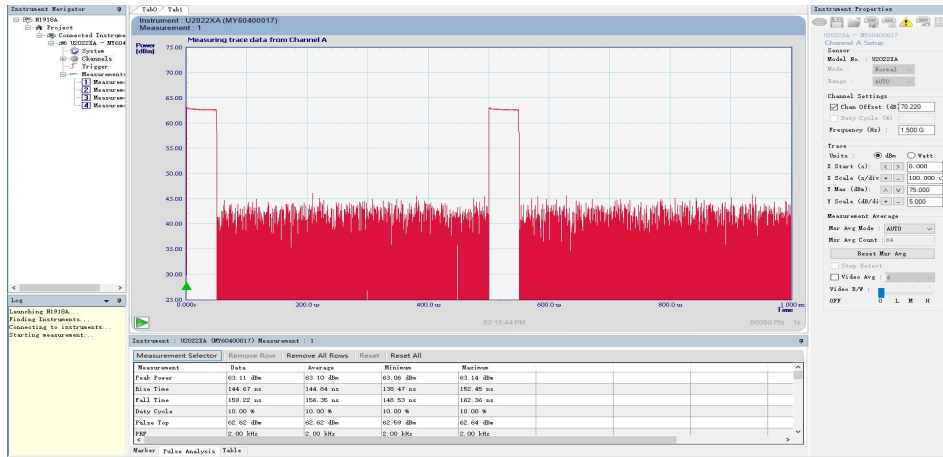 Instrument Navigator
N1918A
Project
Connected Instrume
U2022XA - MY604
System
Channels
Trigger
Measurements
1 Measurem
2 Measurem
3 Measurem
4 Measurem
Log
Launching N1918A...
Finding Instruments...
Connecting to instruments...
Starting measurement...
Tab0 Tab1
Instrument : U2022XA (MY60400017)
Measurement : 1
Power (dBm)
Measuring trace data from Channel A
75.00
70.00
65.00
60.00
55.00
50.00
45.00
40.00
35.00
30.00
25.00
0.000s 200.0 us 400.0 us 600.0 us 800.0 us 1.000 m
Time
03:15:44 PM
80000 Pts. 1s
Instrument : U2022XA (MY60400017) Measurement : 1
Measurement Selector Remove Row Remove All Rows Reset Reset All
Measurement Data Average Minimum Maximum
Peak Power 63.11 dBm 63.10 dBm 63.06 dBm 63.14 dBm
Rise Time 144.67 ns 144.84 ns 138.47 ns 152.45 ns
Fall Time 159.22 ns 156.35 ns 148.53 ns 162.36 ns
Duty Cycle 10.00 % 10.00 % 10.00 % 10.00 %
Pulse Top 62.62 dBm 62.62 dBm 62.59 dBm 62.64 dBm
PRF 2.00 kHz 2.00 kHz 2.00 kHz 2.00 kHz
Marker Pulse Analysis Table
Instrument Properties
U2022XA - MY60400017
Channel A Setup
Sensor
Model No. : U2022XA
Mode : Normal
Range : AUTO
Channel Settings
Chan Offset (dB) 70.220
Duty Cycle (%)
Frequency (Hz) : 1.500 G
Trace
Units : dBm Watt
X Start (s): < > 0.000
X Scale (s/div + - 100.000
Y Max (dBm): 75.000
Y Scale (dB/di + - 5.000
Measurement Average
Msr Avg Mode : AUTO
Msr Avg Count : 64
Reset Msr Avg
Step Detect
Video Avg : 4
Video B/W :
OFF 0 L M H